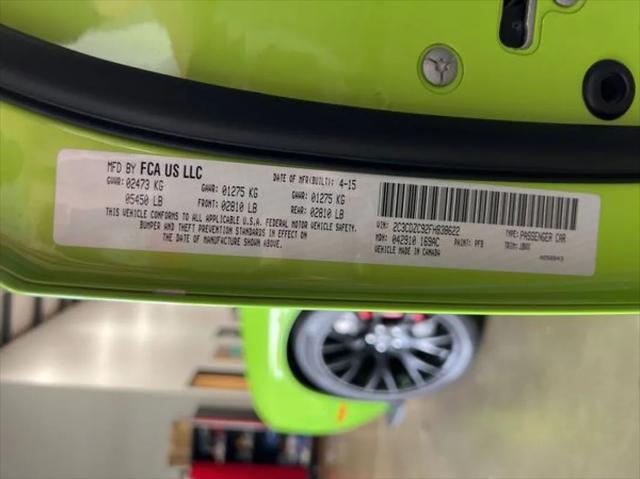 MFD BY FCA US LLC DATE OF MFR(BUILT): 4-15
GVWR: 02473 KG GAWR: 01275 KG GAWR: 01275 KG
05450 LB FRONT: 02810 LB REAR: 02810 LB
THIS VEHICLE CONFORMS TO ALL APPLICABLE U.S.A. FEDERAL MOTOR VEHICLE SAFETY,
BUMPER AND THEFT PREVENTION STANDARDS IN EFFECT ON
THE DATE OF MANUFACTURE SHOWN ABOVE.
VIN: 2C3CDZC92FH838622 TYPE: PASSENGER CAR
MDH: 042910 169AC PAINT: PFB TRIM:
VEHICLE MADE IN CANADA